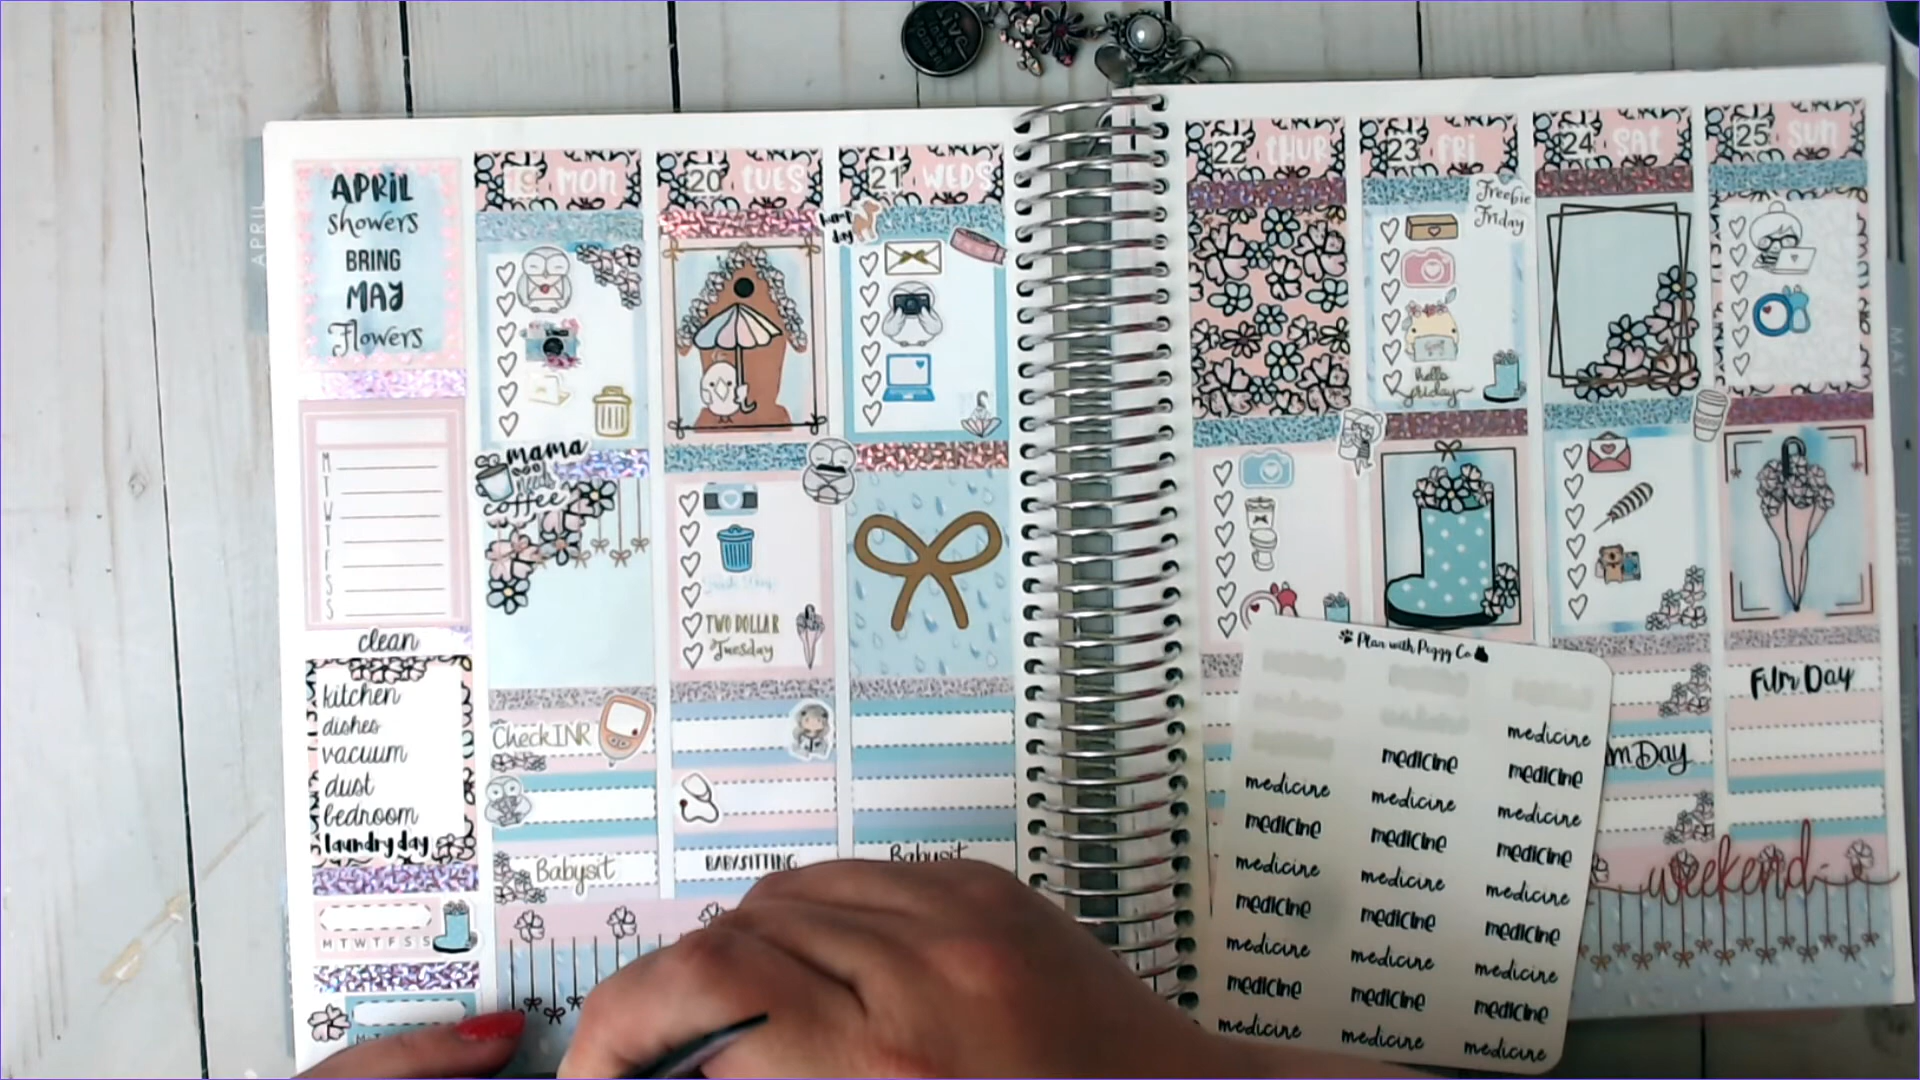 APRIL
showers
BRING
MAY
Flowers
M
T
W
T
F
S
S
clean
kitchen
dishes
vacuum
dust
bedroom
laundry day
M T W T F S S
19 MON
mama
needs
coffee
Check INR
Babysit
20 TUES
TWO DOLLAR
Tuesday
BABYSITTING
21 WEDS
hump
day
Babysit
22 THUR
23 FRI
Freebie
Friday
hello
friday
24 SAT
m Day
25 SUN
Film Day
weekend
Plan with Peggy Co
medicine
medicine medicine
medicine medicine medicine
medicine medicine medicine
medicine medicine medicine
medicine medicine medicine
medicine medicine medicine
medicine medicine medicine
medicine medicine medicine
APRIL
MAY
JUNE